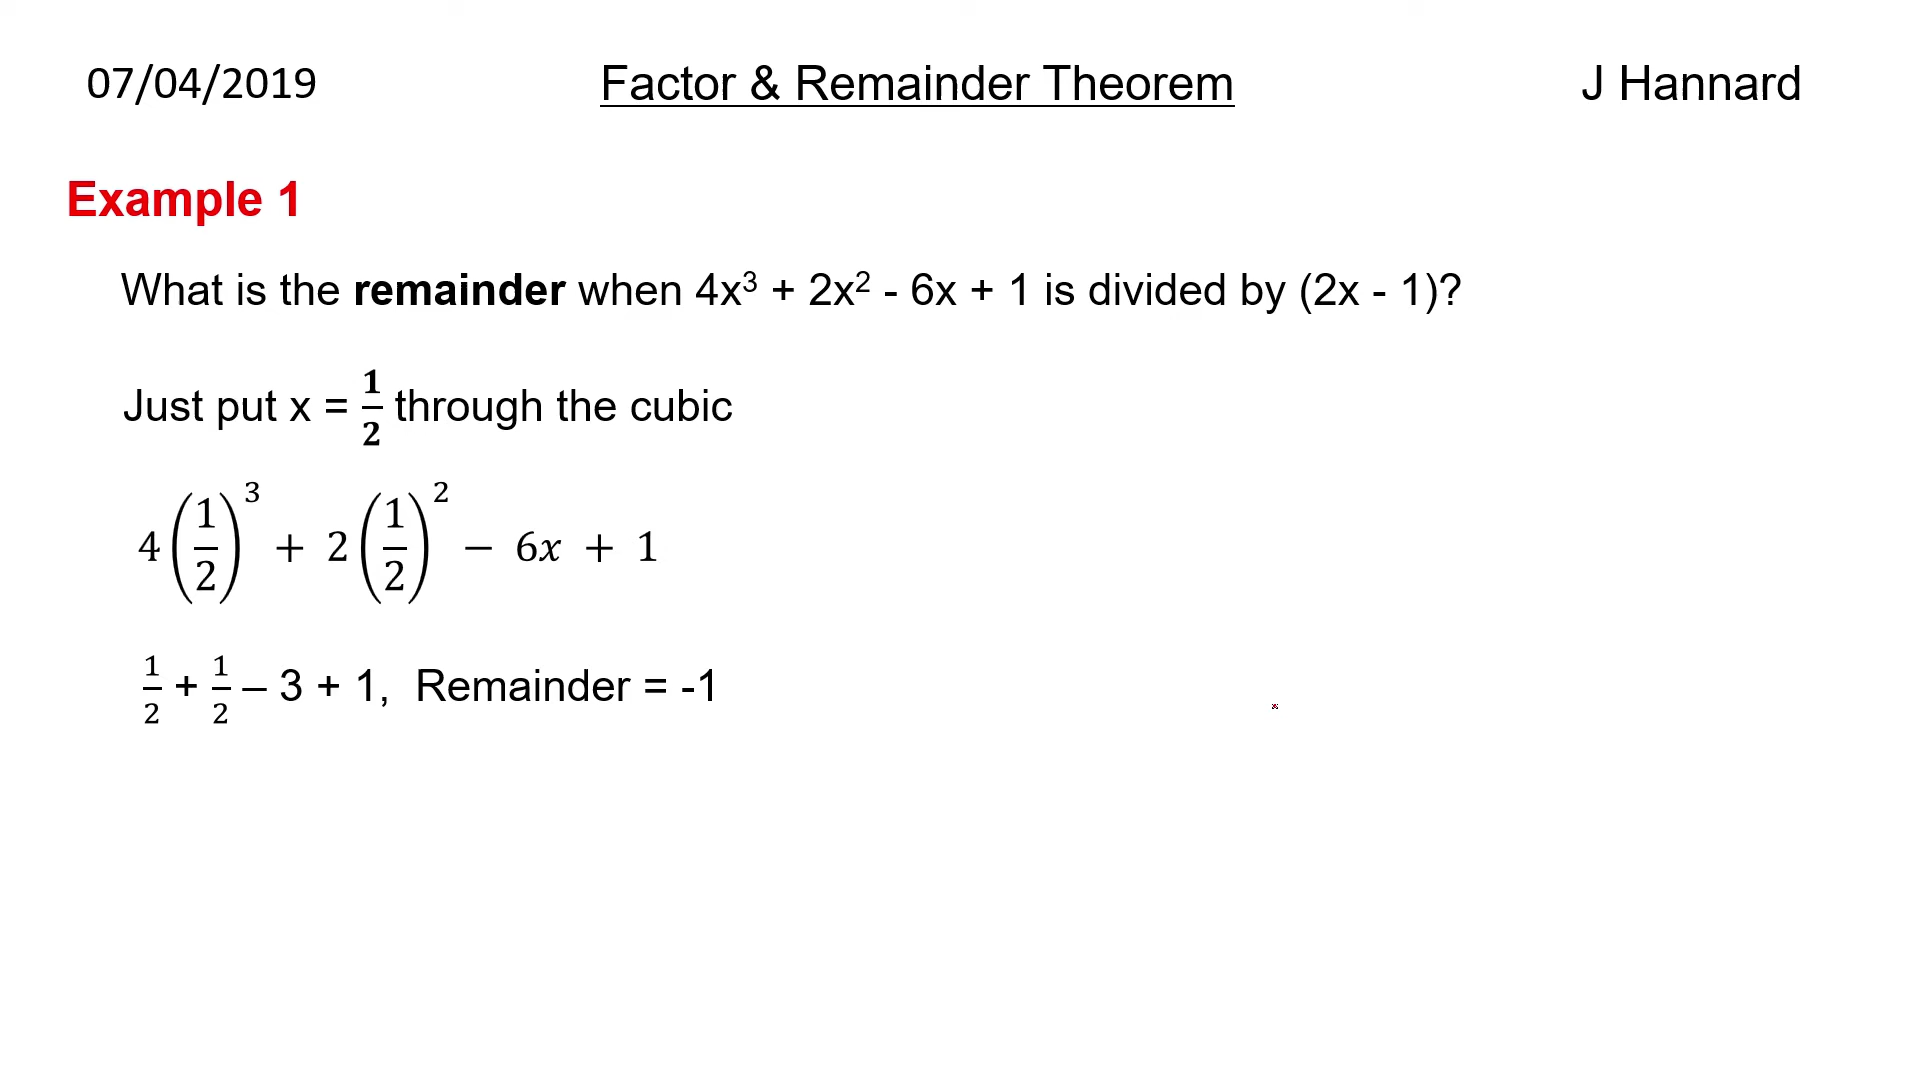 07/04/2019 Factor & Remainder Theorem J Hannard
Example 1
What is the remainder when 4x³ + 2x² - 6x + 1 is divided by (2x - 1)?
Just put x = 1/2 through the cubic
4(1/2)³ + 2(1/2)² − 6x + 1
1/2 + 1/2 – 3 + 1, Remainder = -1